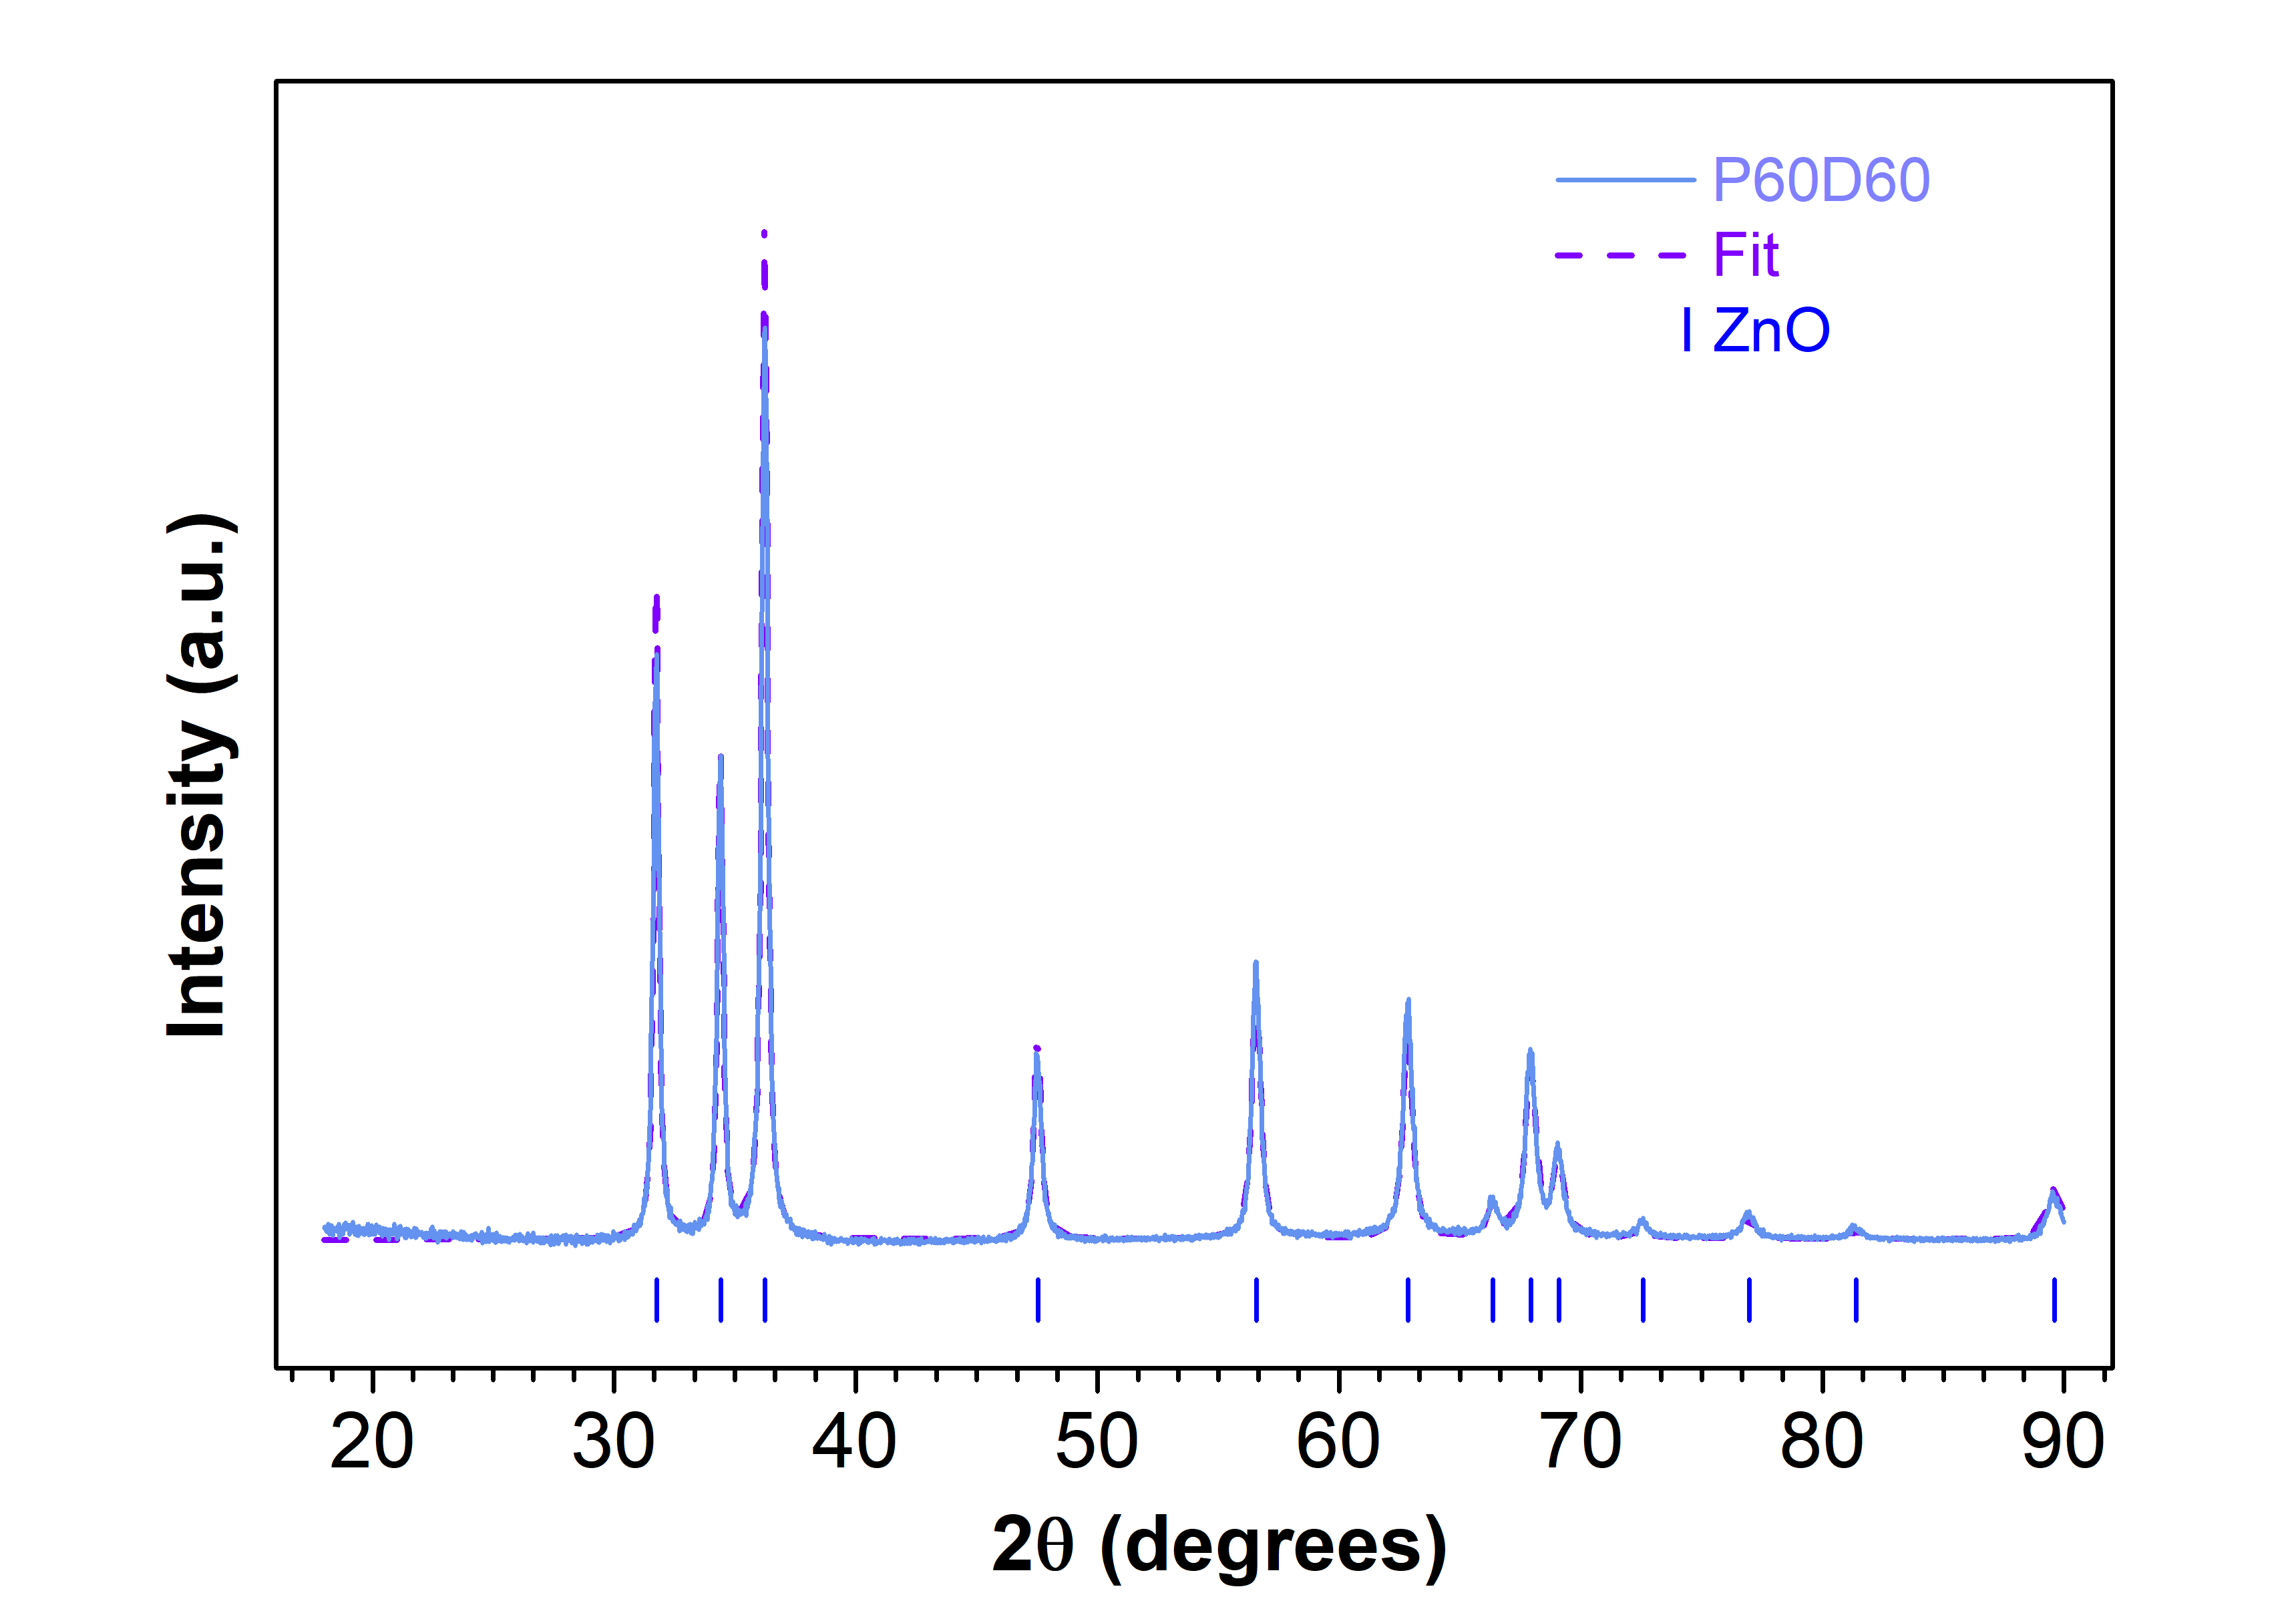 P60D60
Fit
ZnO
Intensity (a.u.)
20 30 40 50 60 70 80 90
2θ (degrees)